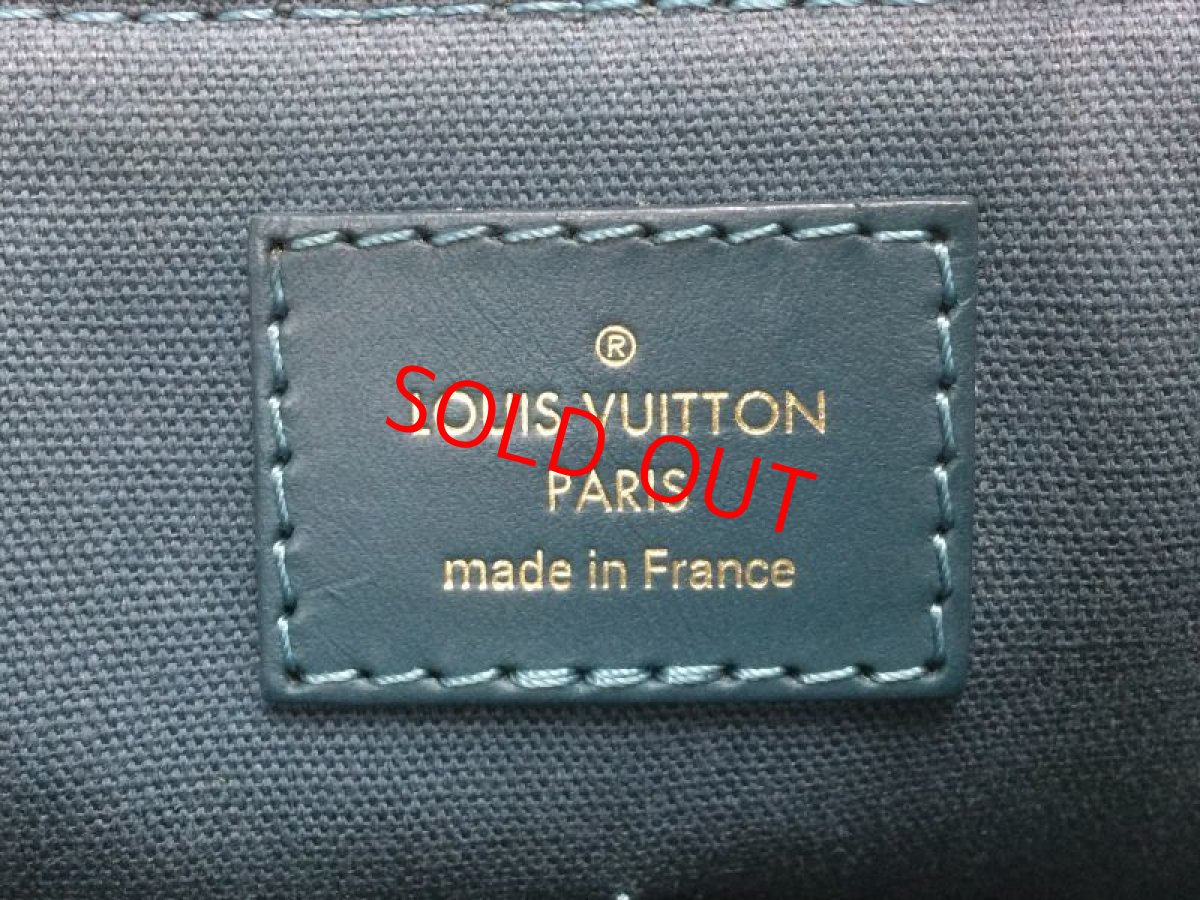 ®
LOUIS VUITTON
PARIS
made in France
SOLD OUT